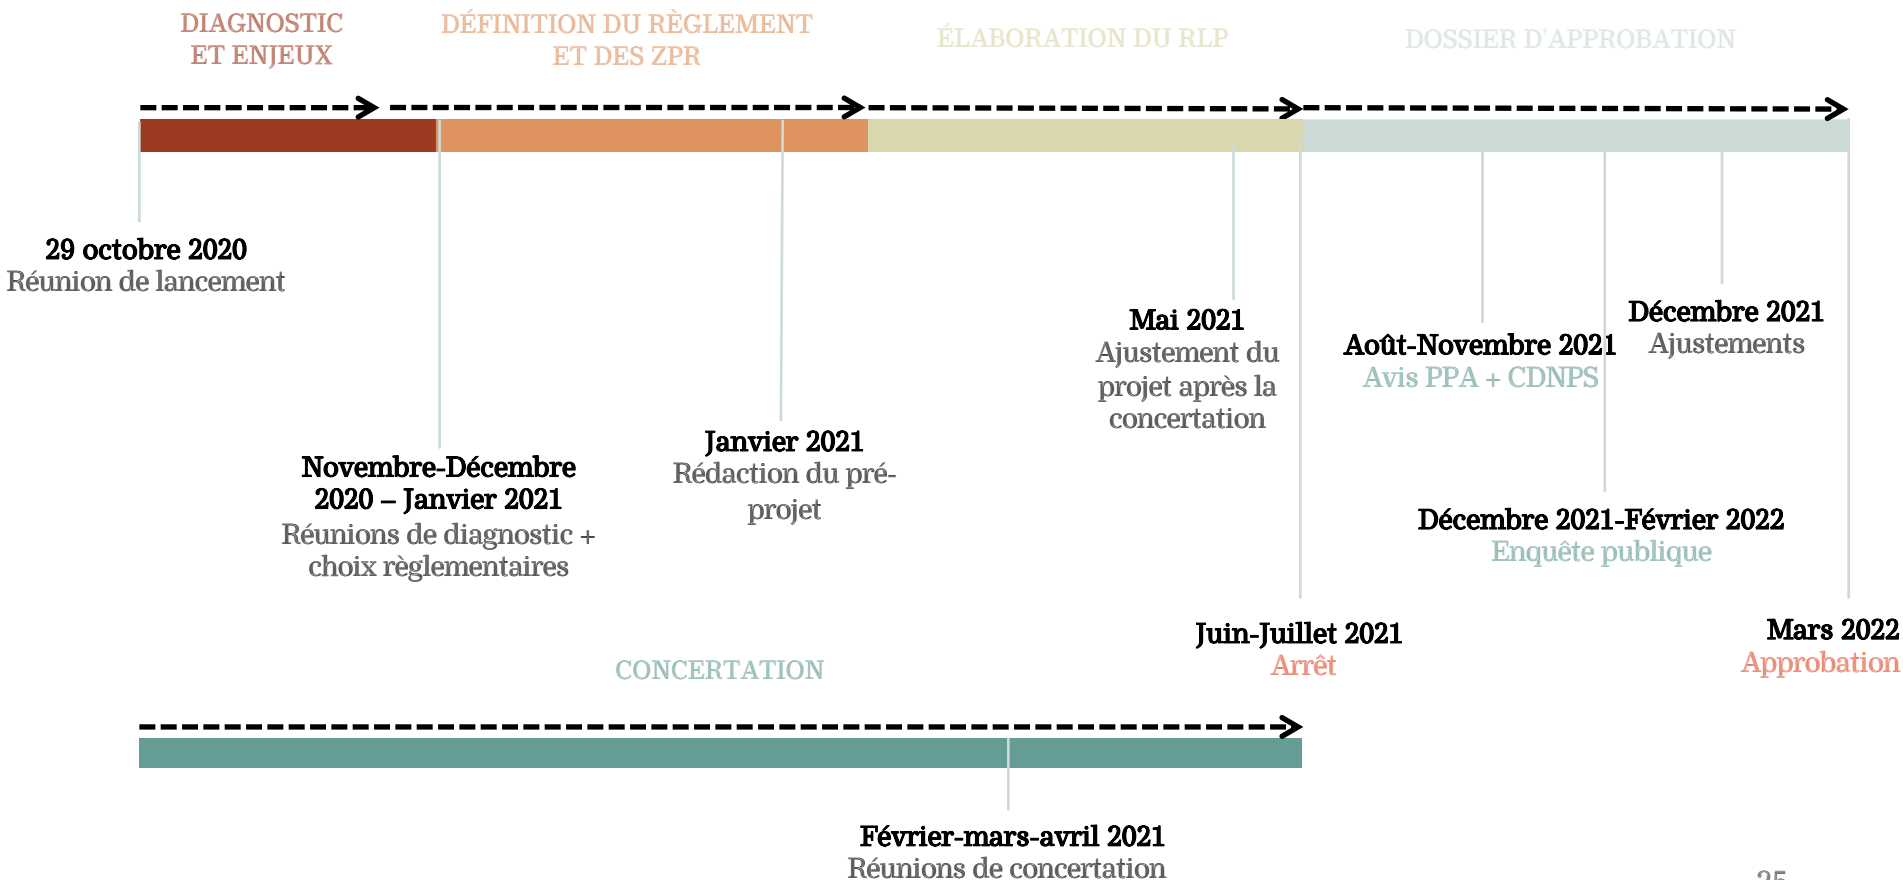 DIAGNOSTIC
ET ENJEUX
DÉFINITION DU RÈGLEMENT
ET DES ZPR
ÉLABORATION DU RLP
DOSSIER D'APPROBATION
29 octobre 2020
Réunion de lancement
Novembre-Décembre
2020 – Janvier 2021
Réunions de diagnostic +
choix règlementaires
Janvier 2021
Rédaction du pré-
projet
Mai 2021
Ajustement du
projet après la
concertation
Août-Novembre 2021
Avis PPA + CDNPS
Décembre 2021
Ajustements
Décembre 2021-Février 2022
Enquête publique
Juin-Juillet 2021
Arrêt
Mars 2022
Approbation
CONCERTATION
Février-mars-avril 2021
Réunions de concertation
25